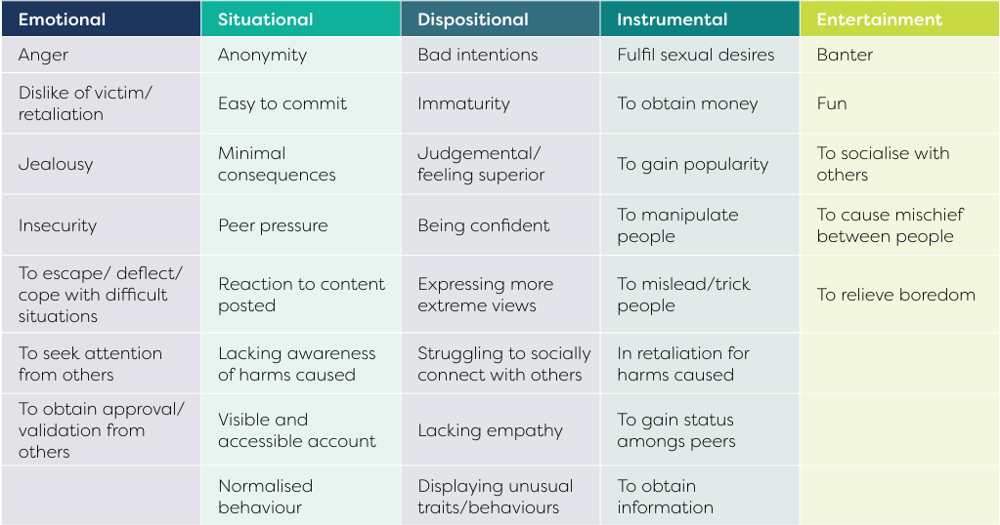 Emotional
Situational
Dispositional
Instrumental
Entertainment
Anger
Anonymity
Bad intentions
Fulfil sexual desires
Banter
Dislike of victim/
retaliation
Easy to commit
Immaturity
To obtain money
Fun
Jealousy
Minimal
consequences
Judgemental/
feeling superior
To gain popularity
To socialise with
others
Insecurity
Peer pressure
Being confident
To manipulate
people
To cause mischief
between people
To escape/ deflect/
cope with difficult
situations
Reaction to content
posted
Expressing more
extreme views
To mislead/trick
people
To relieve boredom
To seek attention
from others
Lacking awareness
of harms caused
Struggling to socially
connect with others
In retaliation for
harms caused
To obtain approval/
validation from
others
Visible and
accessible account
Lacking empathy
To gain status
amongs peers
Normalised
behaviour
Displaying unusual
traits/behaviours
To obtain
information